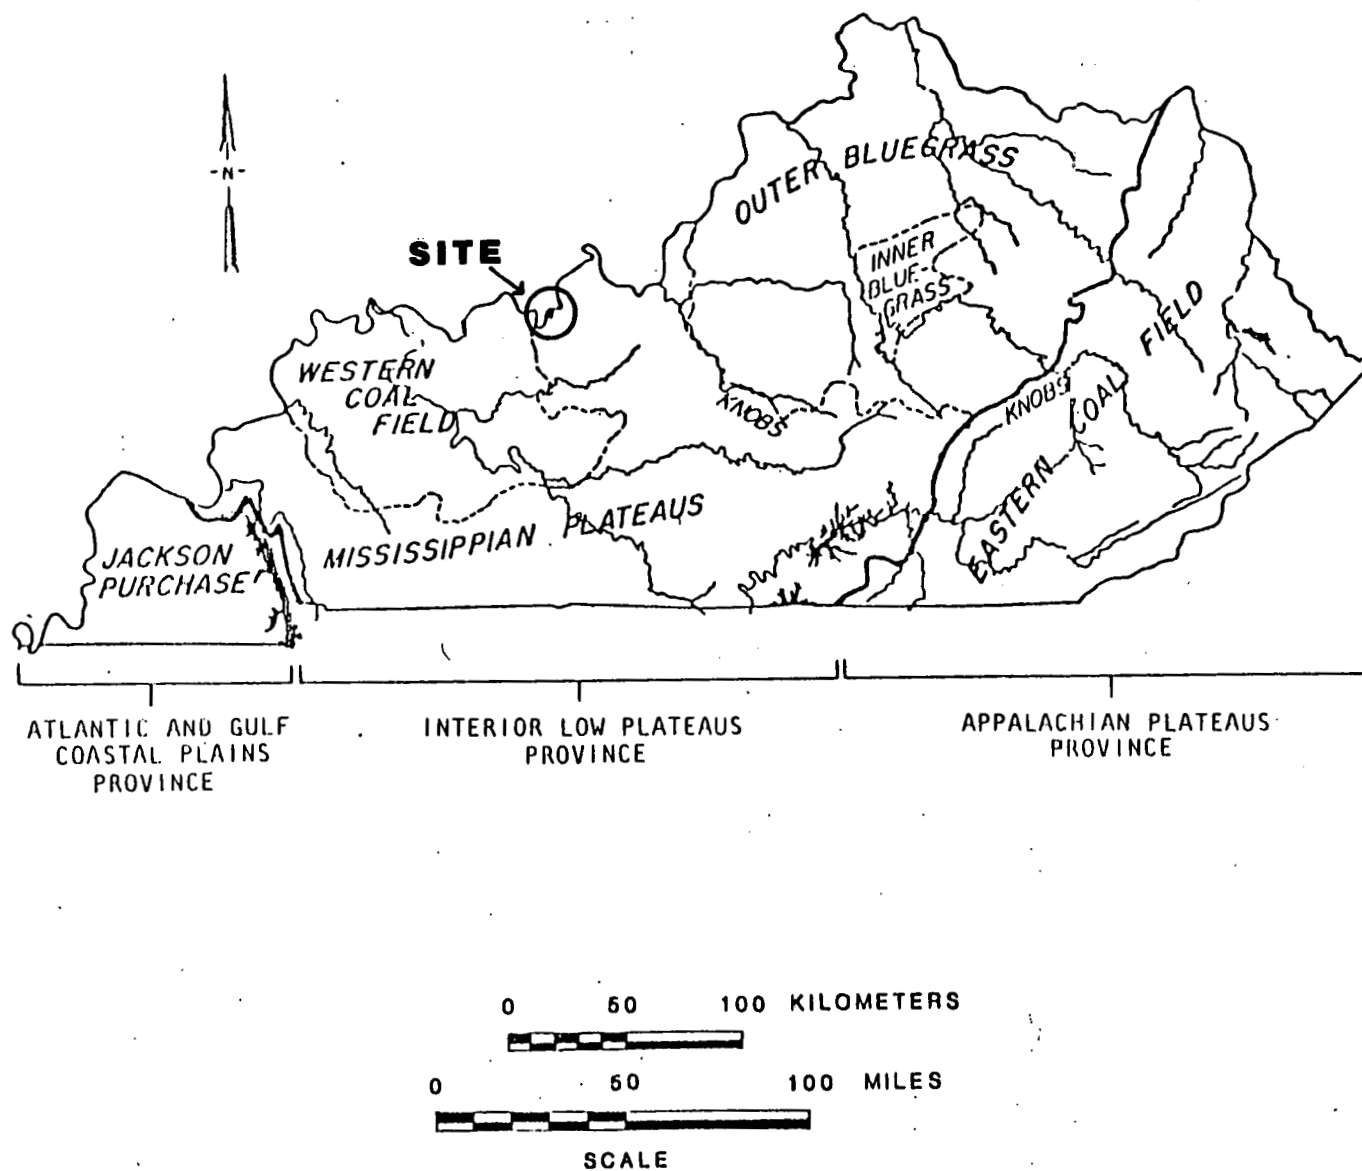 OUTER BLUEGRASS
-N-
SITE
INNER
BLUE-
GRASS
WESTERN
COAL
FIELD
KNOBS
KNOBS
EASTERN COAL FIELD
MISSISSIPPIAN PLATEAUS
JACKSON
PURCHASE
ATLANTIC AND GULF
COASTAL PLAINS
PROVINCE
INTERIOR LOW PLATEAUS
PROVINCE
APPALACHIAN PLATEAUS
PROVINCE
0 50 100 KILOMETERS
0 50 100 MILES
SCALE